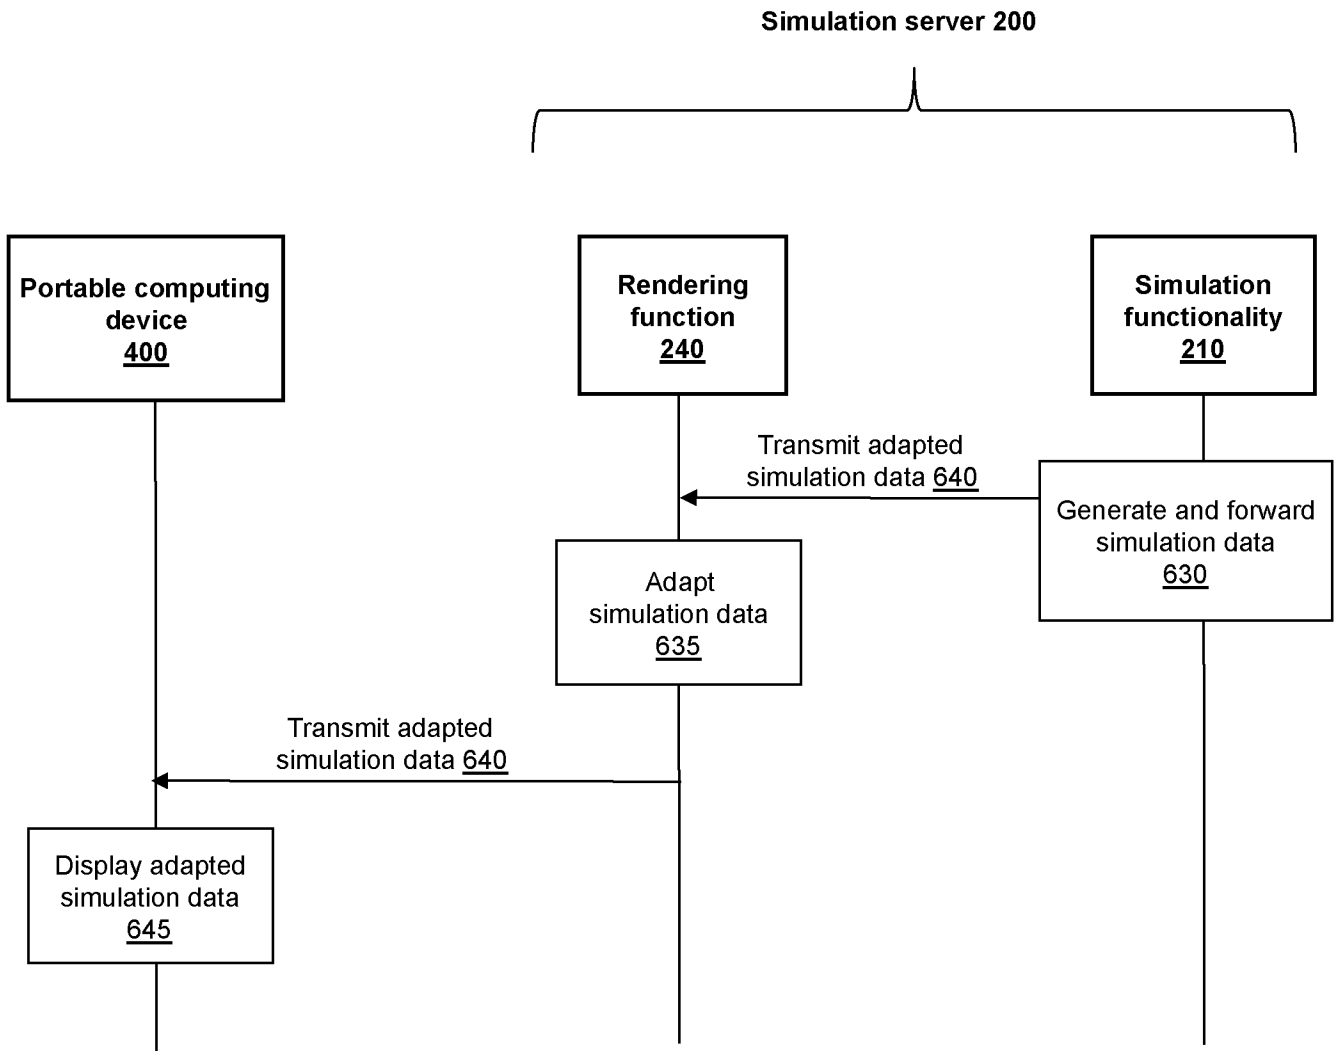 Simulation server 200
Portable computing
device
400
Rendering
function
240
Simulation
functionality
210
Transmit adapted
simulation data 640
Generate and forward
simulation data
630
Adapt
simulation data
635
Transmit adapted
simulation data 640
Display adapted
simulation data
645